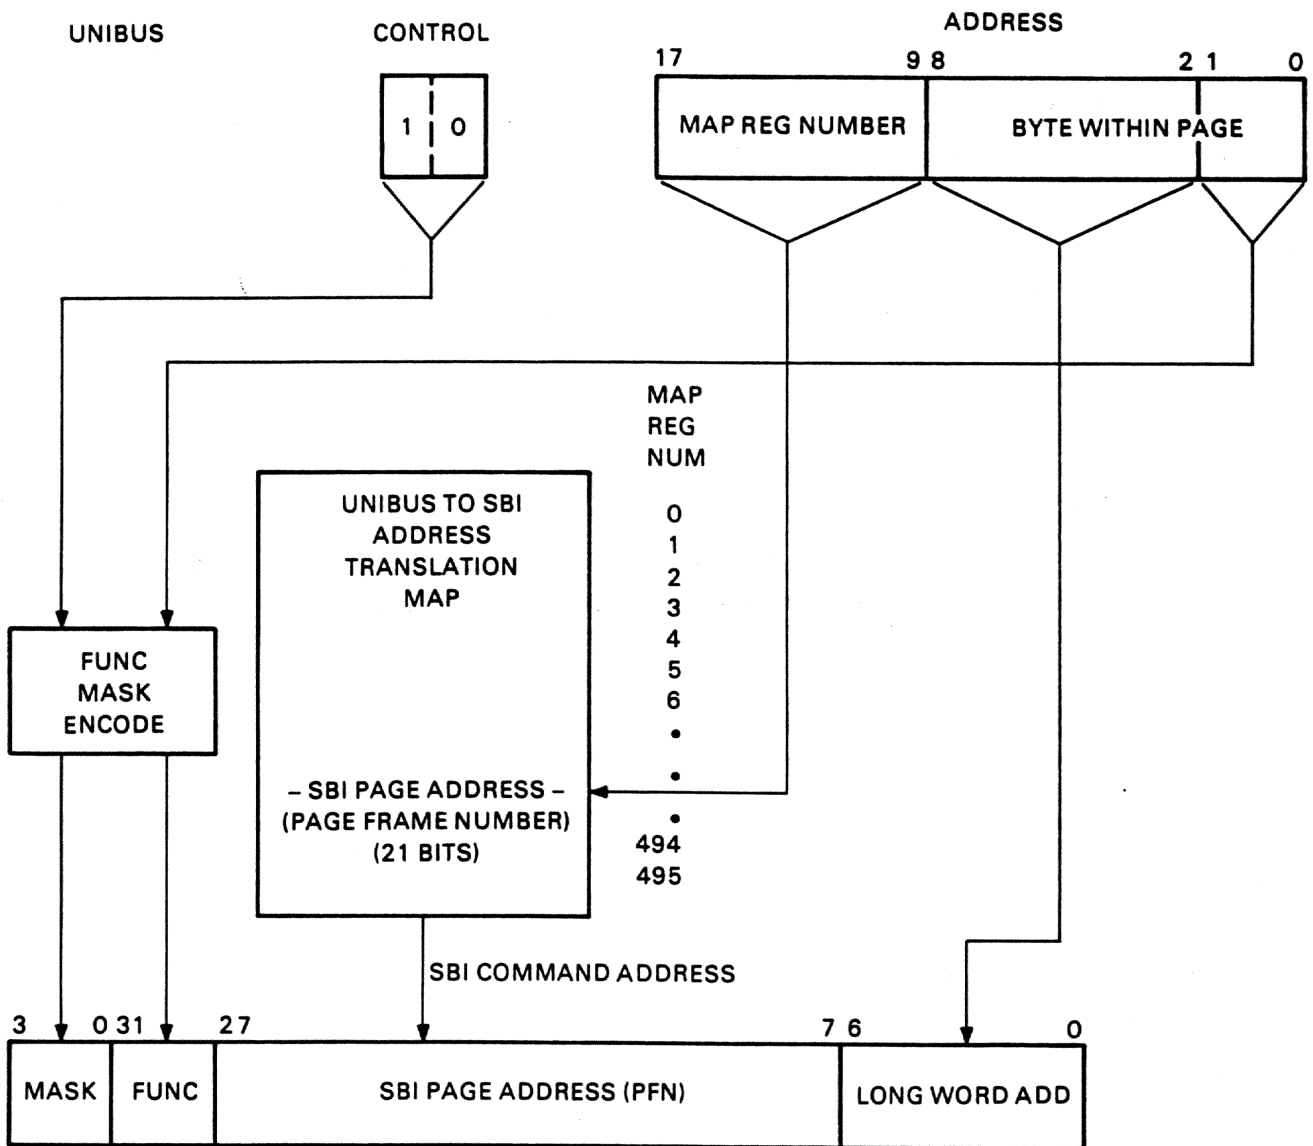 UNIBUS CONTROL ADDRESS
17 9 8 2 1 0
1 0 MAP REG NUMBER BYTE WITHIN PAGE
MAP
REG
NUM
UNIBUS TO SBI
ADDRESS
TRANSLATION
MAP
0
1
2
3
4
5
6
•
•
•
494
495
FUNC
MASK
ENCODE
– SBI PAGE ADDRESS –
(PAGE FRAME NUMBER)
(21 BITS)
SBI COMMAND ADDRESS
3 0 31 27 7 6 0
MASK FUNC SBI PAGE ADDRESS (PFN) LONG WORD ADD